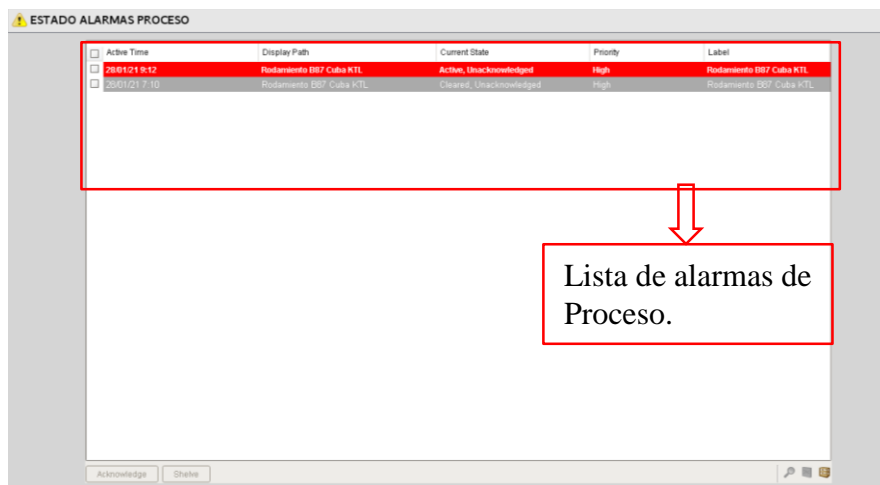 ESTADO ALARMAS PROCESO
Active Time Display Path Current State Priority Label
28/01/21 9:12 Rodamiento B87 Cuba KTL Active, Unacknowledged High Rodamiento B87 Cuba KTL
28/01/21 7:10 Rodamiento B87 Cuba KTL Cleared, Unacknowledged High Rodamiento B87 Cuba KTL
Lista de alarmas de
Proceso.
Acknowledge Shelve